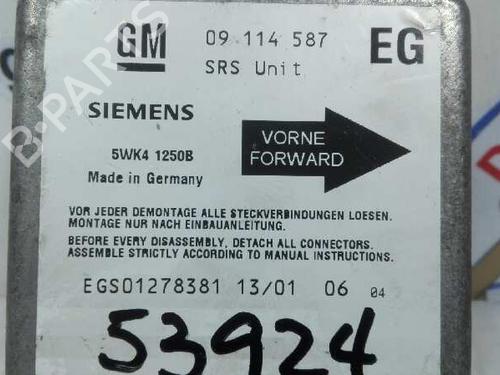 GM 09 114 587 EG
SRS Unit
SIEMENS
5WK4 1250B
Made in Germany
VORNE
FORWARD
VOR JEDER DEMONTAGE ALLE STECKVERBINDUNGEN LOESEN.
MONTAGE NUR NACH EINBAUANLEITUNG.
BEFORE EVERY DISASSEMBLY, DETACH ALL CONNECTORS.
ASSEMBLE STRICTLY ACCORDING TO MANUAL INSTRUCTIONS.
EGS01278381 13/01 06 04
53924
B-PARTS